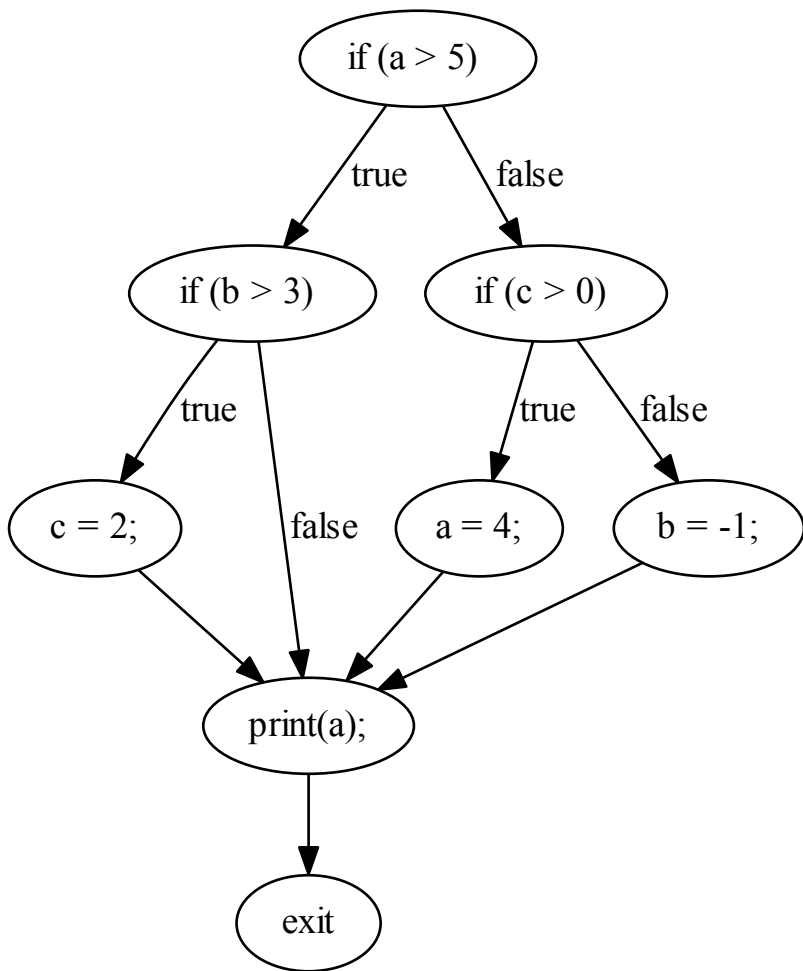 if (a > 5)
true
false
if (b > 3)
if (c > 0)
true
true
false
c = 2;
false
a = 4;
b = -1;
print(a);
exit